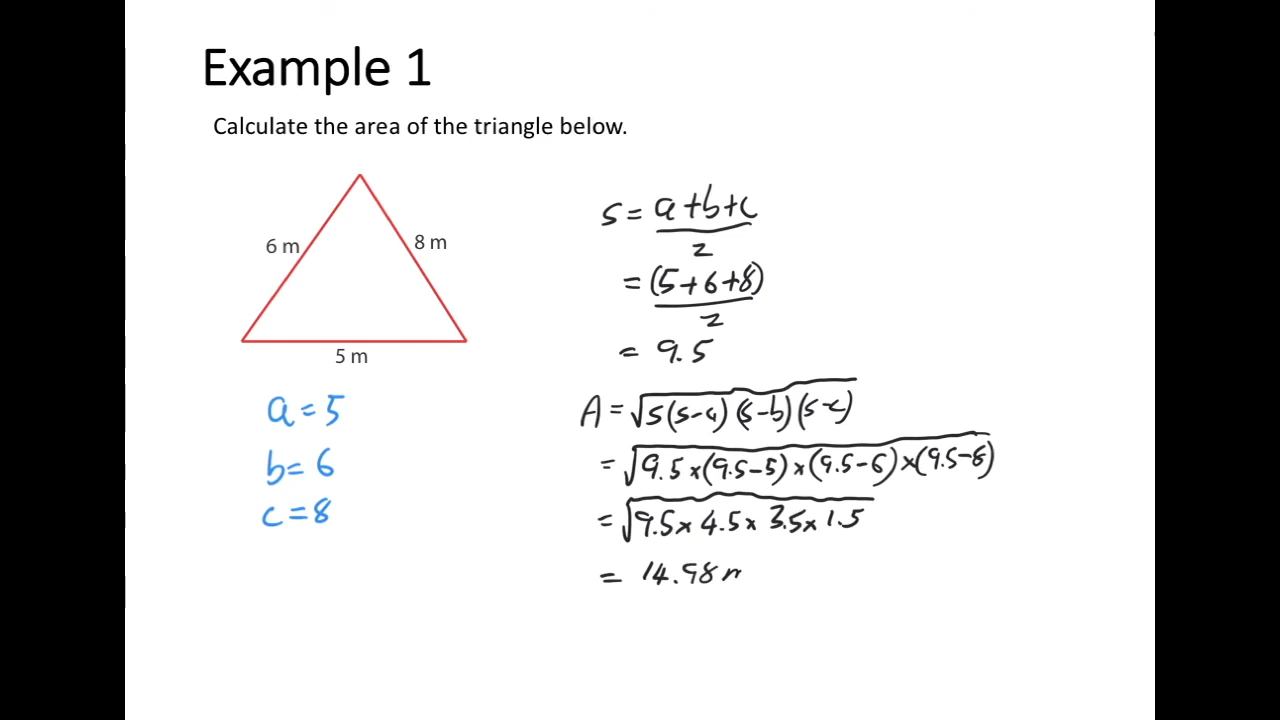 Example 1
Calculate the area of the triangle below.
6 m
8 m
5 m
a = 5
b = 6
c = 8
s = a+b+c
2
= (5+6+8)
2
= 9.5
A = √s(s-a)(s-b)(s-c)
= √9.5×(9.5-5)×(9.5-6)×(9.5-8)
= √9.5× 4.5× 3.5× 1.5
= 14.98